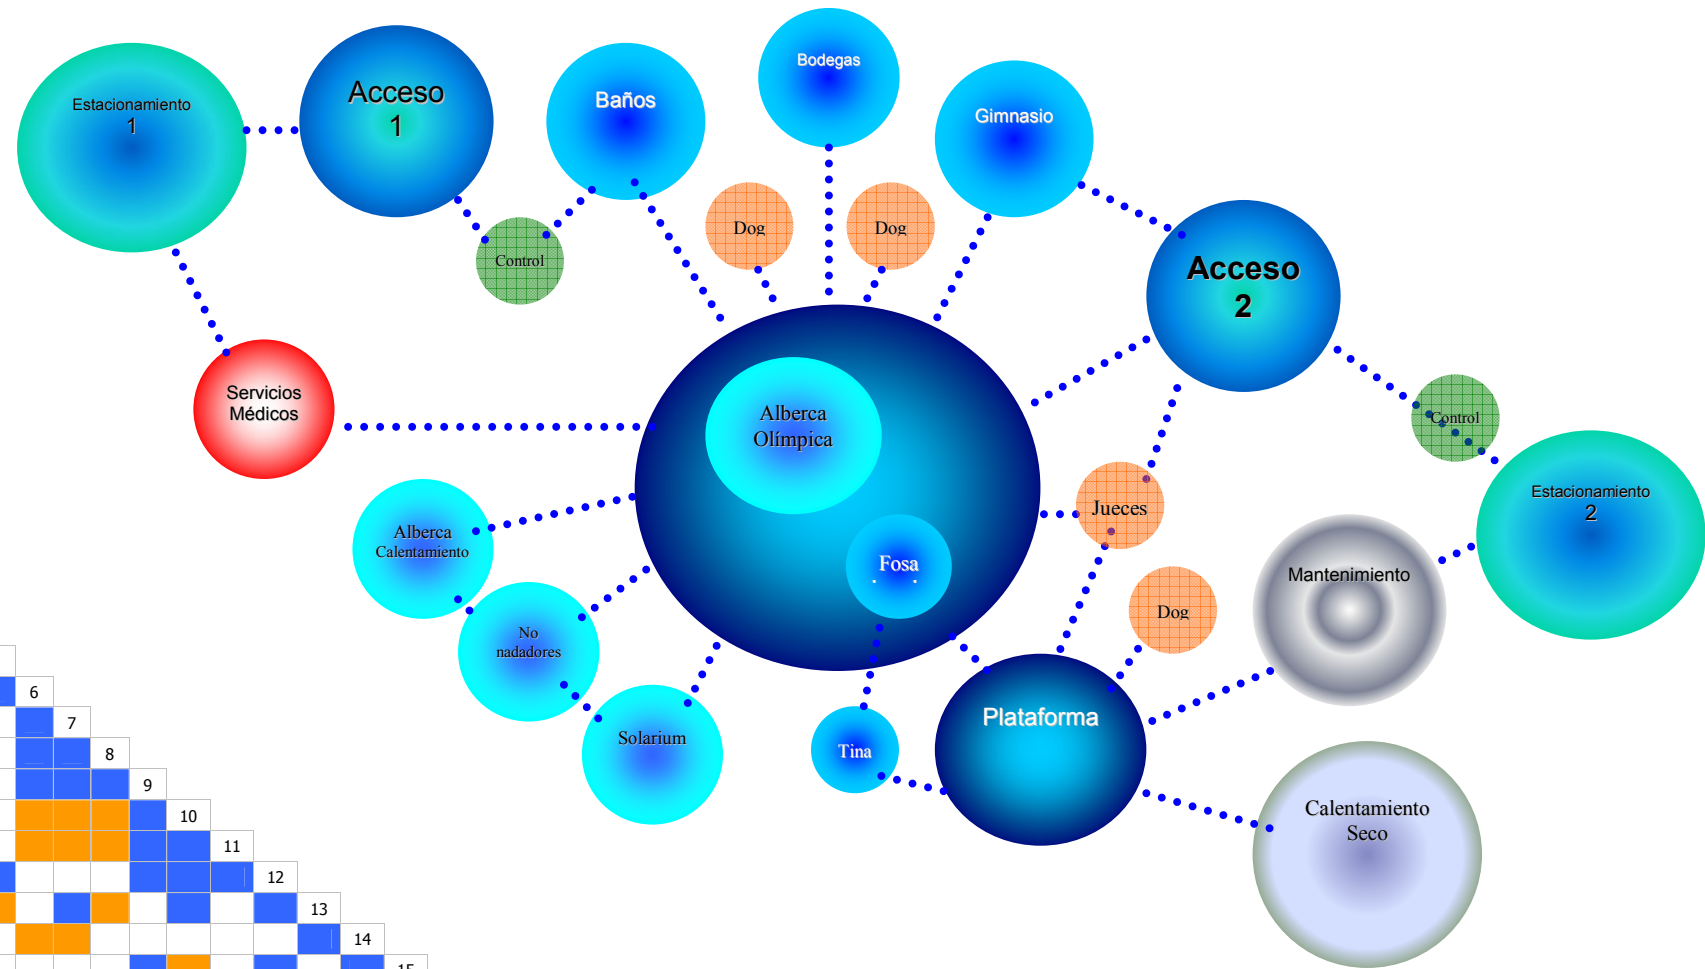 Estacionamiento
1
Acceso
1
Baños
Bodegas
Gimnasio
Dog
Dog
Control
Acceso
2
Servicios
Médicos
Alberca
Olímpica
Control
Alberca
Calentamiento
Jueces
Estacionamiento
2
Fosa
Mantenimiento
Dog
No
nadadores
Plataforma
Solarium
Tina
Calentamiento
Seco
6
7
8
9
10
11
12
13
14
15